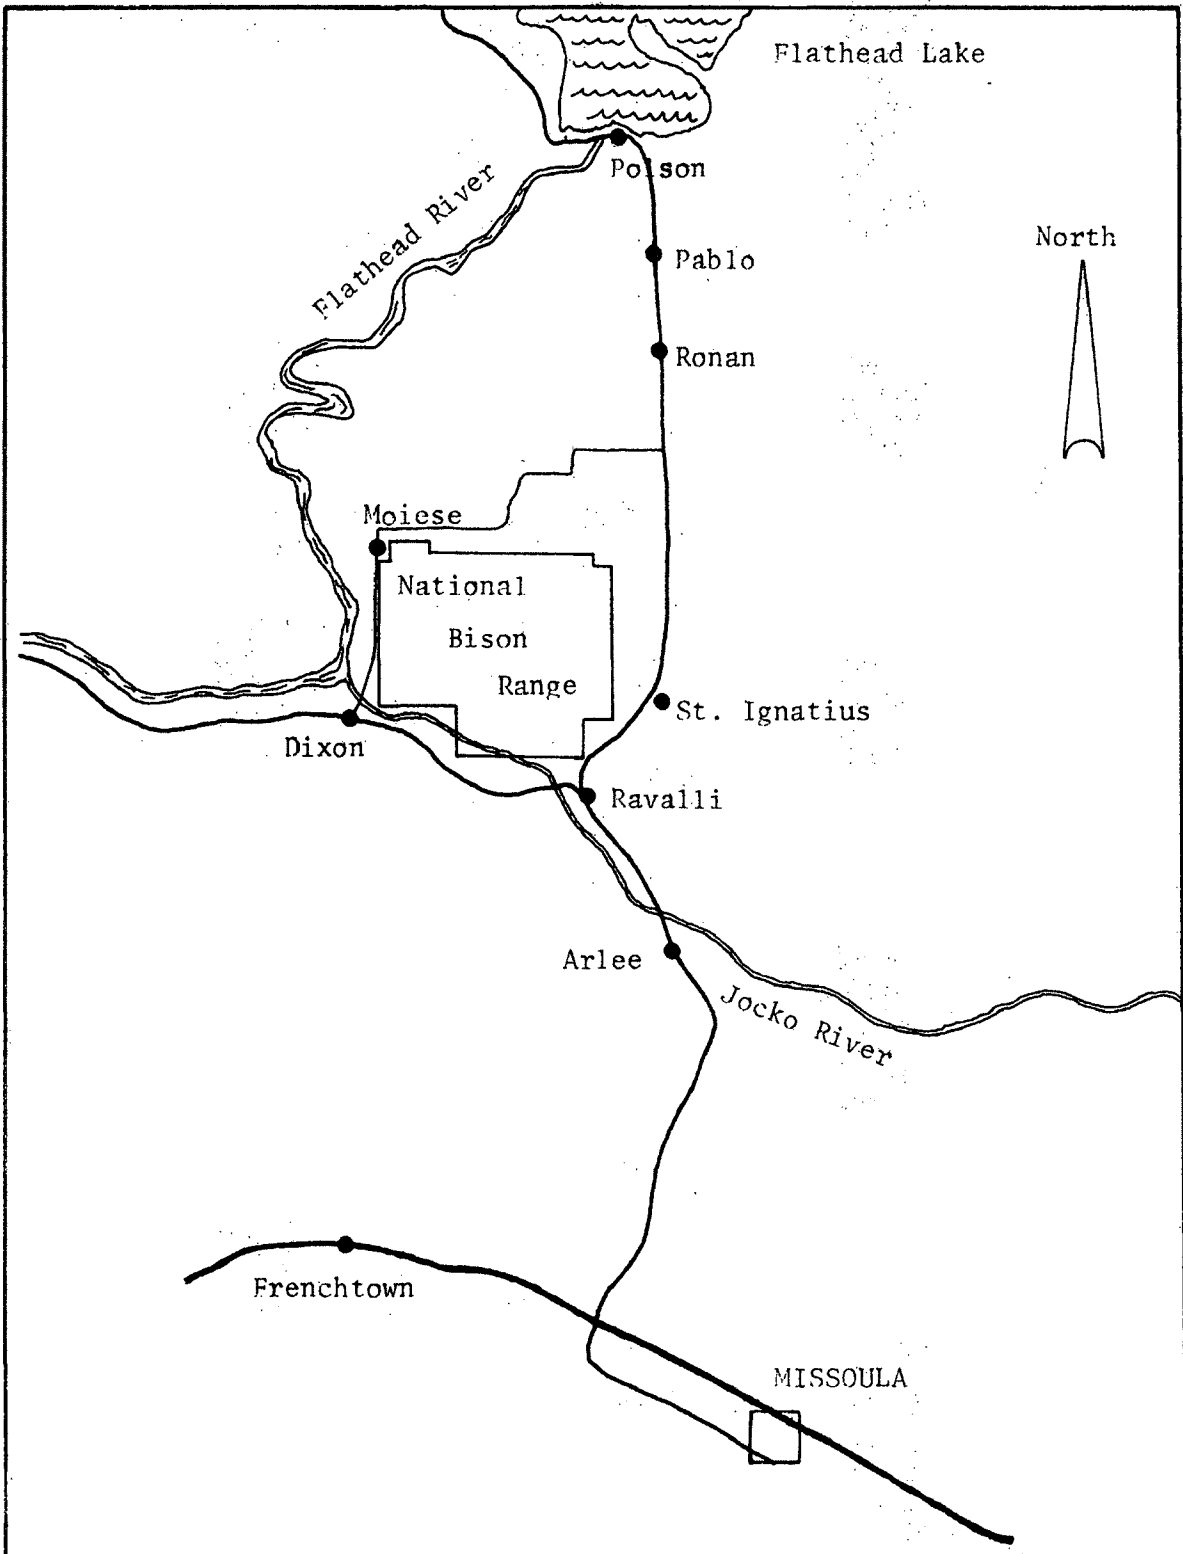 Flathead Lake
Polson
Flathead River
North
Pablo
Ronan
Moiese
National
Bison
Range
St. Ignatius
Dixon
Ravalli
Arlee
Jocko River
Frenchtown
MISSOULA